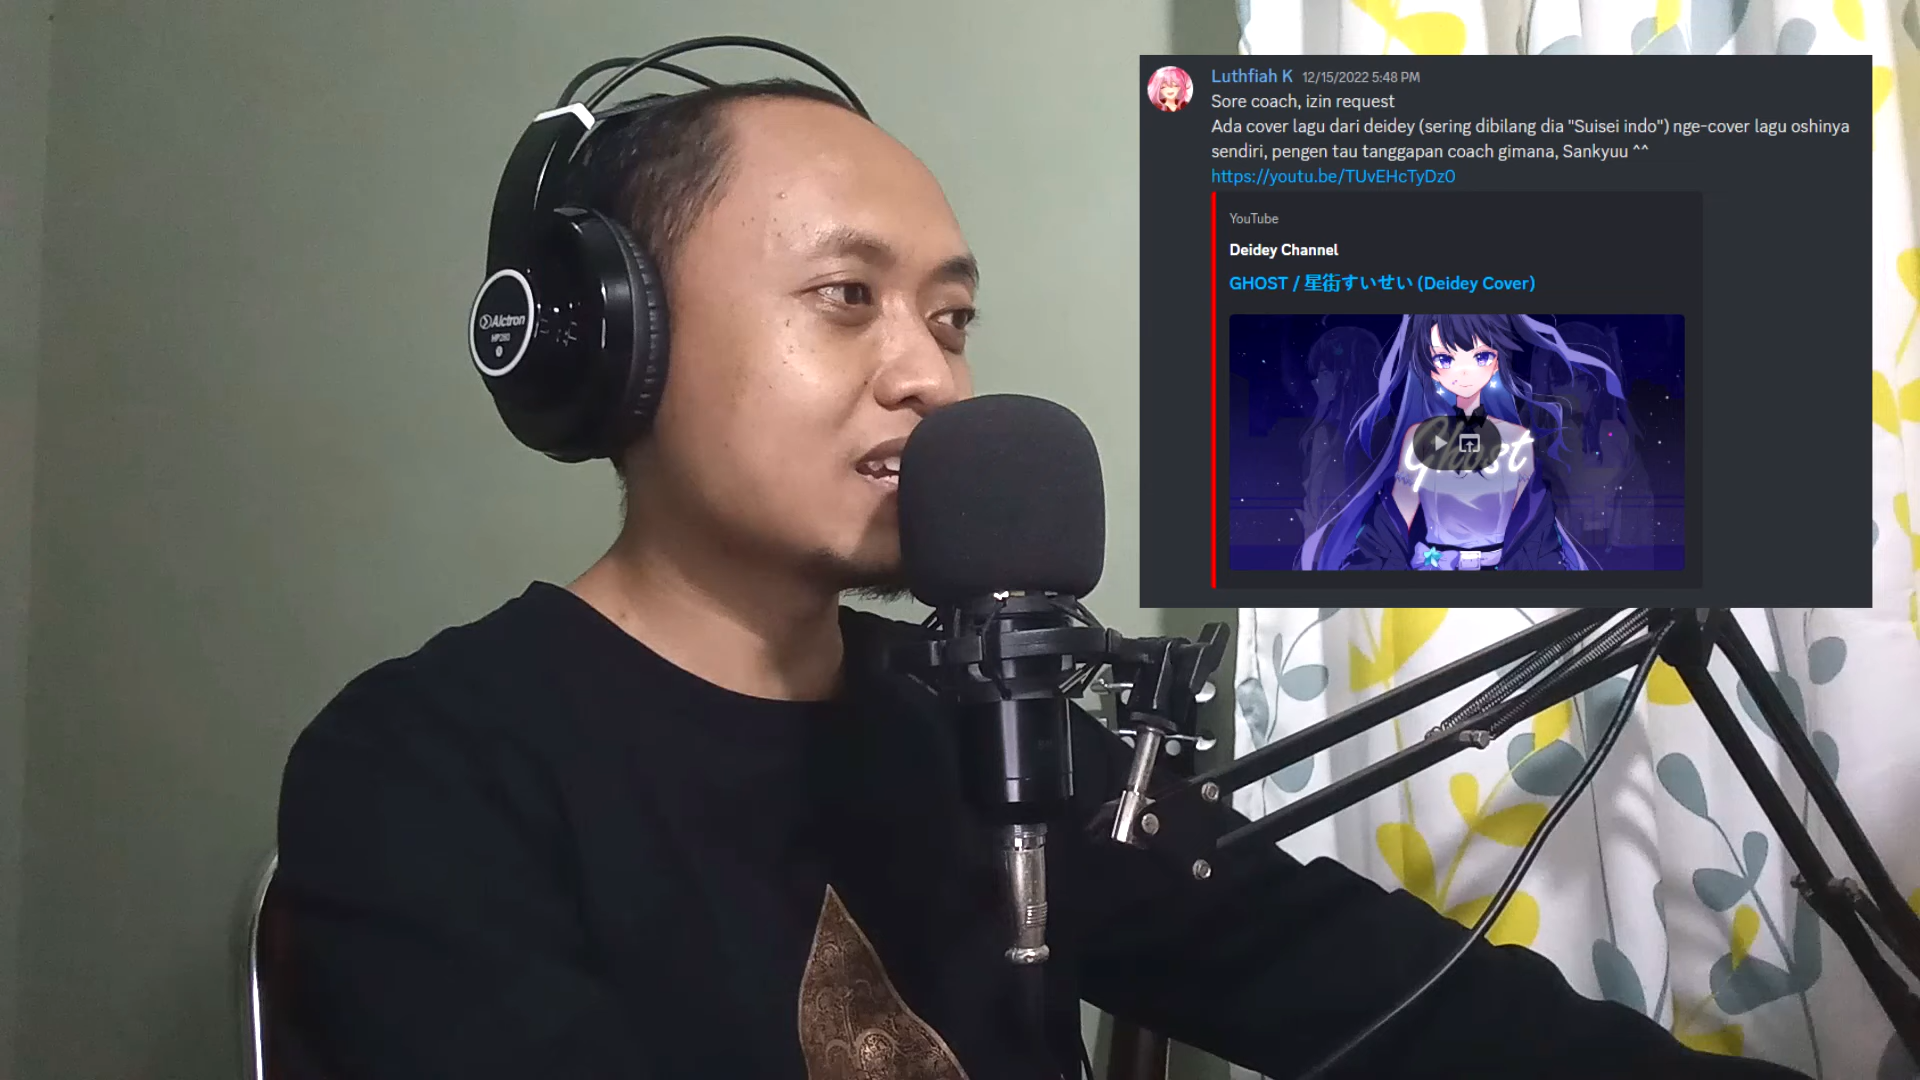 Luthfiah K 12/15/2022 5:48 PM
Sore coach, izin request
Ada cover lagu dari deidey (sering dibilang dia "Suisei indo") nge-cover lagu oshinya
sendiri, pengen tau tanggapan coach gimana, Sankyuu ^^
https://youtu.be/TUvEHcTyDz0
YouTube
Deidey Channel
GHOST / 星街すいせい (Deidey Cover)
Ghost
Alctron